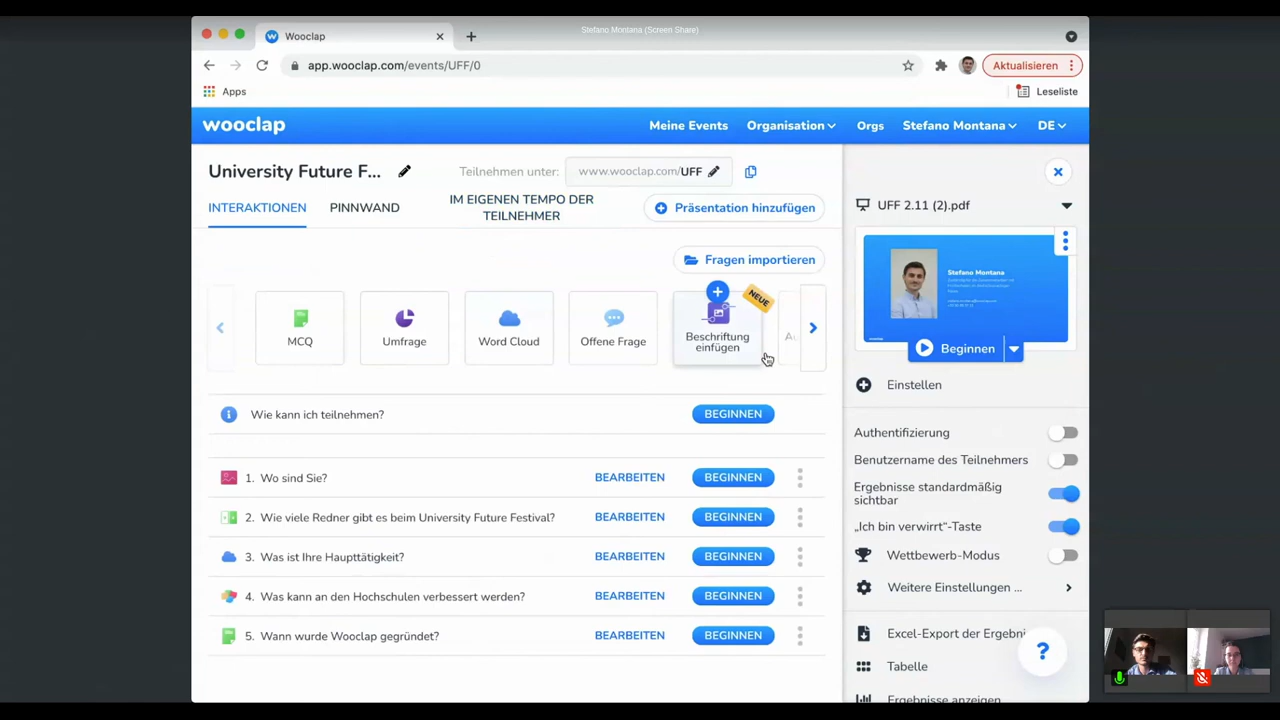 Wooclap
Stefano Montana (Screen Share)
app.wooclap.com/events/UFF/0
Aktualisieren
Apps
Leseliste
wooclap
Meine Events
Organisation
Orgs
Stefano Montana
DE
University Future F...
Teilnehmen unter:
www.wooclap.com/UFF
INTERAKTIONEN
PINNWAND
IM EIGENEN TEMPO DER
TEILNEHMER
Präsentation hinzufügen
Fragen importieren
MCQ
Umfrage
Word Cloud
Offene Frage
NEUE
Beschriftung
einfügen
Wie kann ich teilnehmen?
BEGINNEN
1. Wo sind Sie?
BEARBEITEN
BEGINNEN
2. Wie viele Redner gibt es beim University Future Festival?
BEARBEITEN
BEGINNEN
3. Was ist Ihre Haupttätigkeit?
BEARBEITEN
BEGINNEN
4. Was kann an den Hochschulen verbessert werden?
BEARBEITEN
BEGINNEN
5. Wann wurde Wooclap gegründet?
BEARBEITEN
BEGINNEN
UFF 2.11 (2).pdf
Stefano Montana
Beginnen
Einstellen
Authentifizierung
Benutzername des Teilnehmers
Ergebnisse standardmäßig
sichtbar
„Ich bin verwirrt“-Taste
Wettbewerb-Modus
Weitere Einstellungen ...
Excel-Export der Ergebni
Tabelle
Ergebnisse anzeigen
?